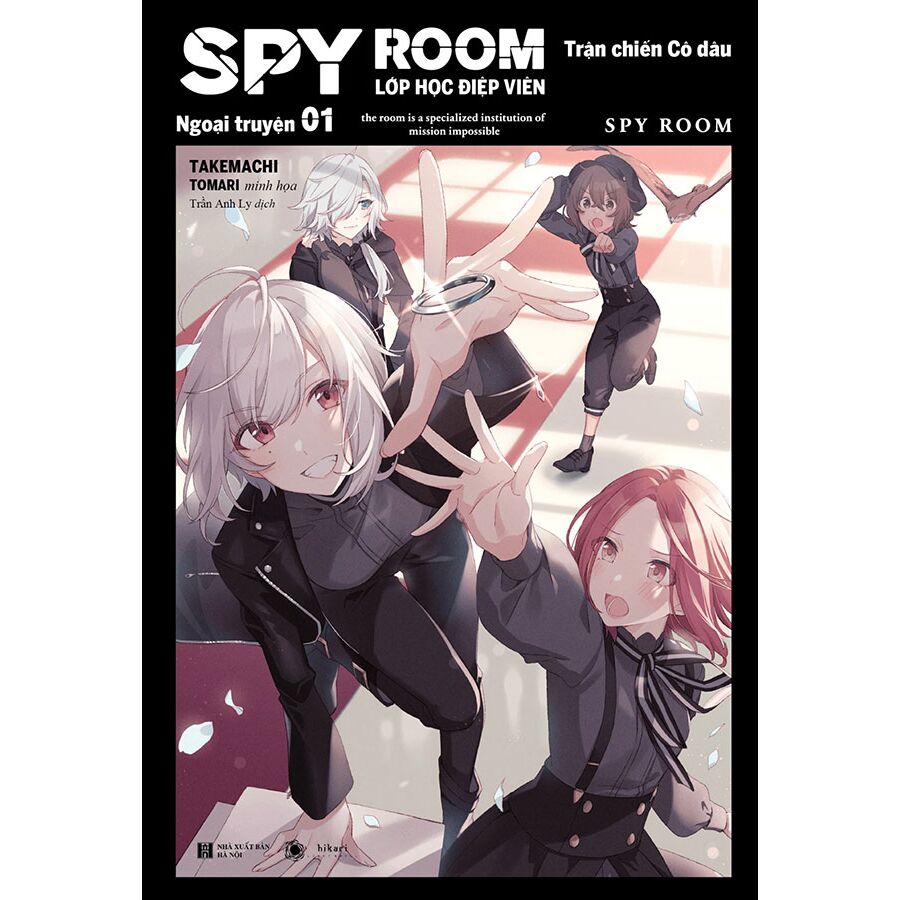 SPY ROOM
LỚP HỌC ĐIỆP VIÊN
Trận chiến Cô dâu
Ngoại truyện 01
the room is a specialized institution of
mission impossible
SPY ROOM
TAKEMACHI
TOMARI minh họa
Trần Anh Ly dịch
NHÀ XUẤT BẢN
HÀ NỘI
hikari